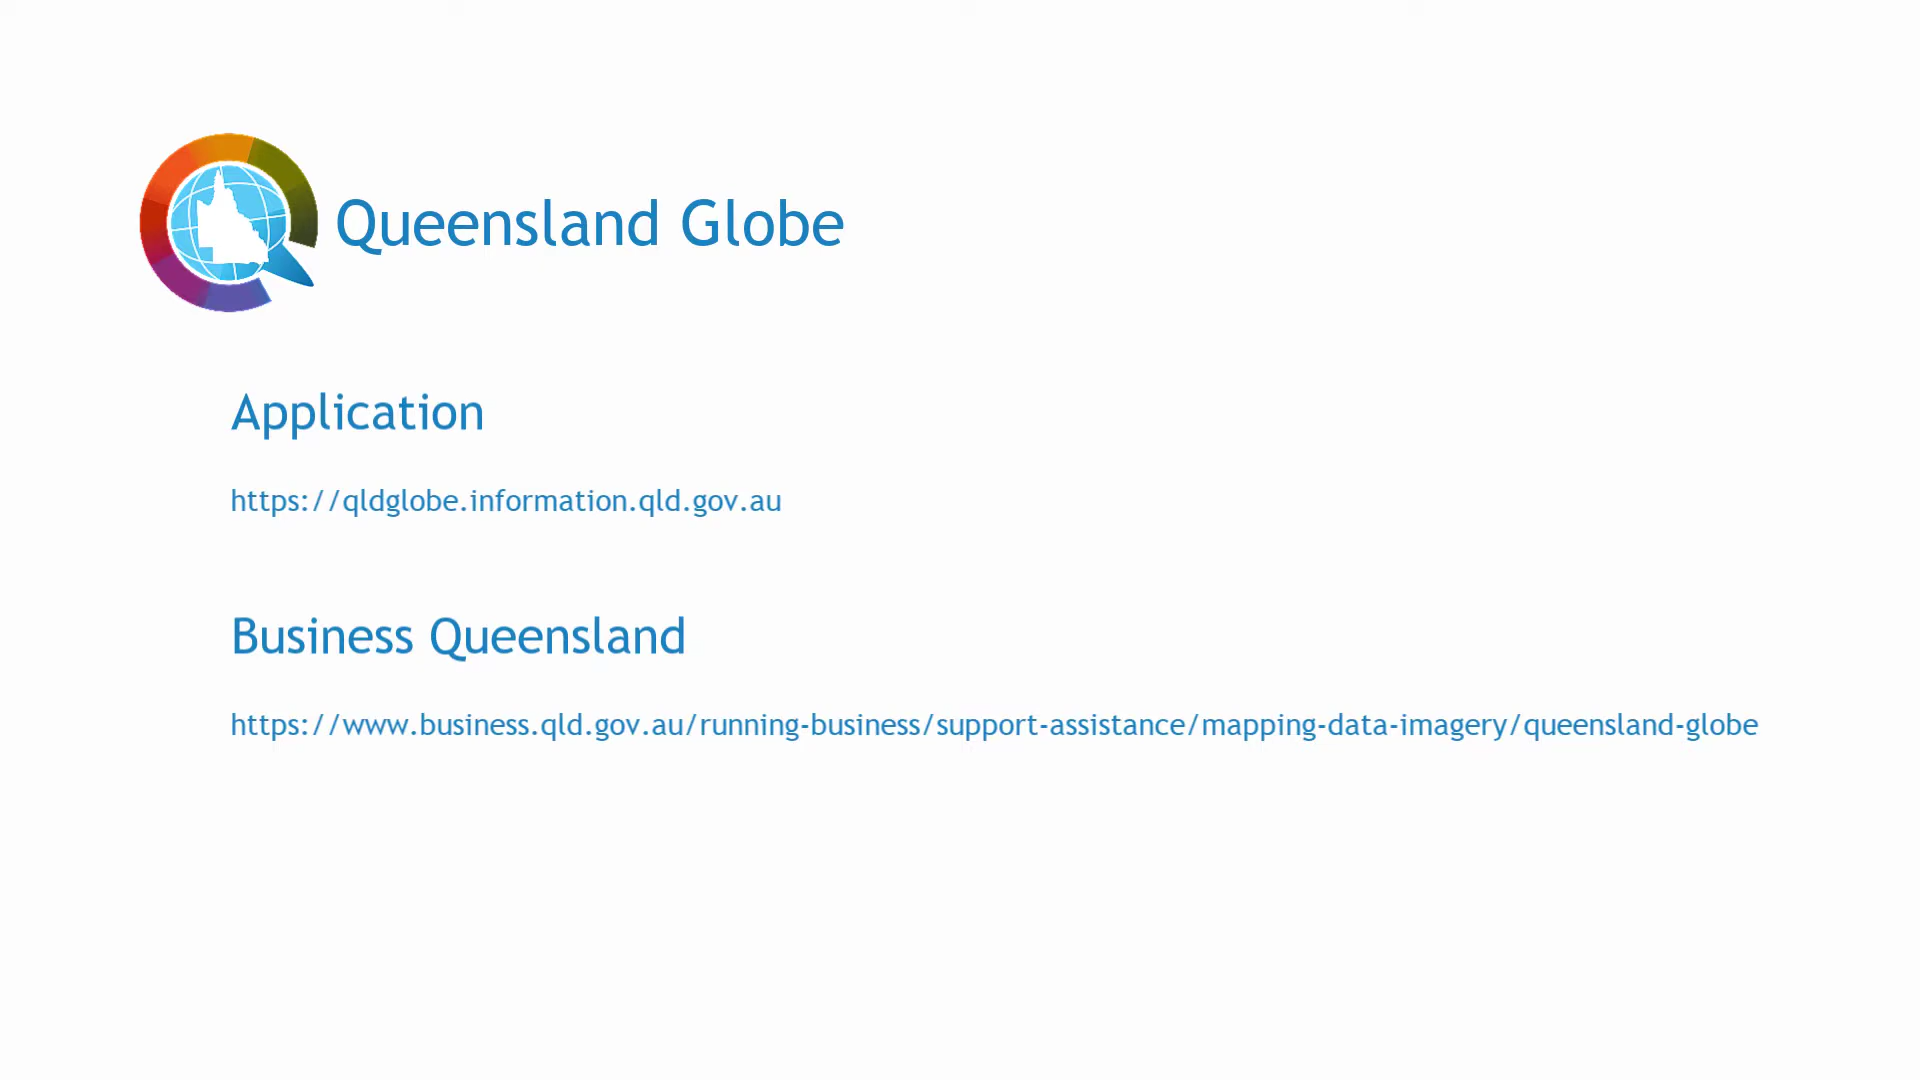 Queensland Globe
Application
https://qldglobe.information.qld.gov.au
Business Queensland
https://www.business.qld.gov.au/running-business/support-assistance/mapping-data-imagery/queensland-globe